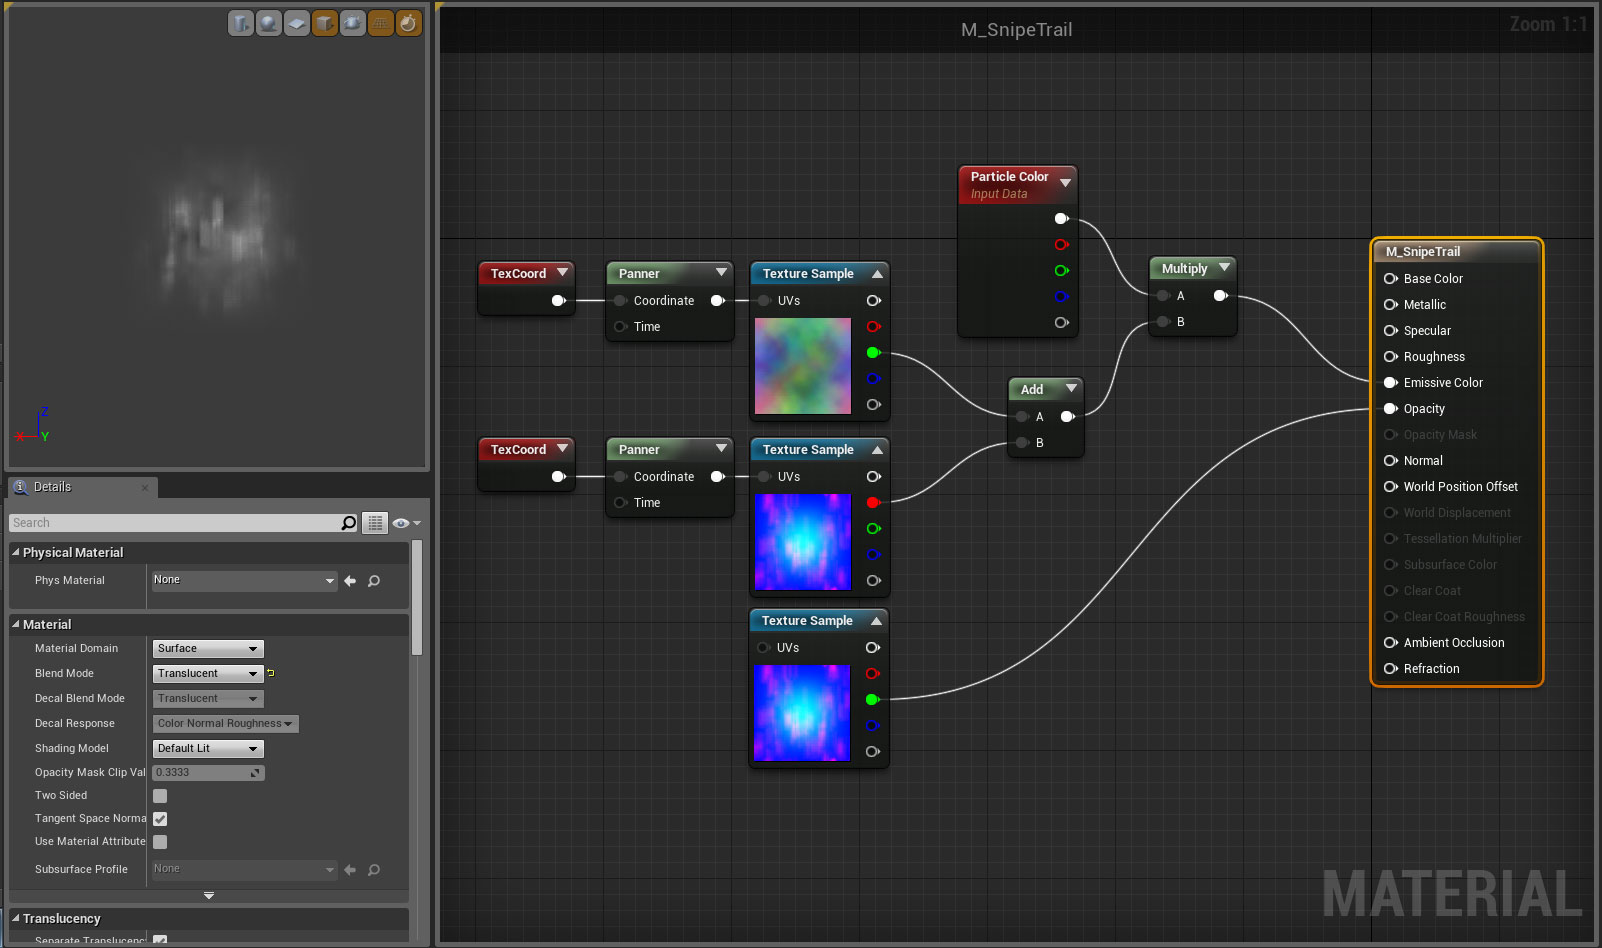 M_SnipeTrail
Zoom 1:1
Z
X
Y
Particle Color
Input Data
Multiply
A
B
M_SnipeTrail
Base Color
Metallic
Specular
Roughness
Emissive Color
Opacity
Opacity Mask
Normal
World Position Offset
World Displacement
Tessellation Multiplier
Subsurface Color
Clear Coat
Clear Coat Roughness
Ambient Occlusion
Refraction
TexCoord
Panner
Coordinate
Time
Texture Sample
UVs
Add
A
B
TexCoord
Panner
Coordinate
Time
Texture Sample
UVs
Texture Sample
UVs
MATERIAL
Details
Search
Physical Material
Phys Material
None
Material
Material Domain
Surface
Blend Mode
Translucent
Decal Blend Mode
Translucent
Decal Response
Color Normal Roughness
Shading Model
Default Lit
Opacity Mask Clip Val
0.3333
Two Sided
Tangent Space Norma
Use Material Attribute
Subsurface Profile
None
Translucency
Separate Translucenc